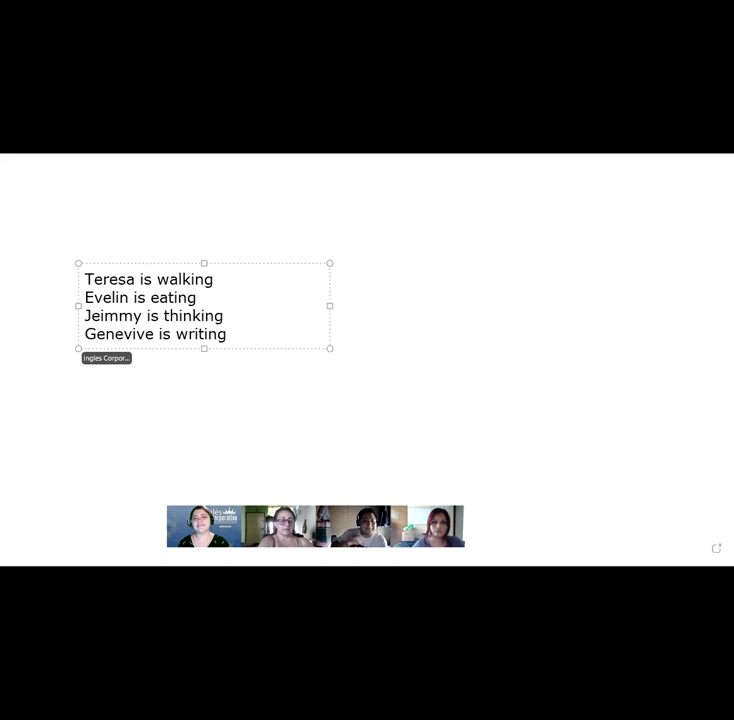 Teresa is walking
Evelin is eating
Jeimmy is thinking
Genevive is writing
Ingles Corpor...